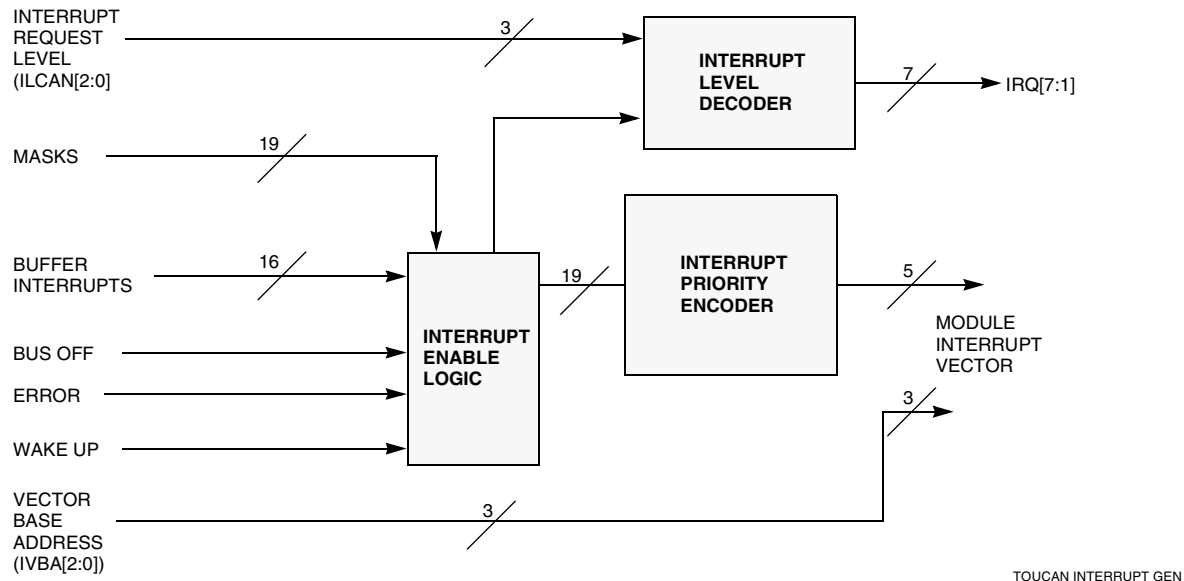 INTERRUPT
REQUEST
LEVEL
(ILCAN[2:0]
3
INTERRUPT
LEVEL
DECODER
7
IRQ[7:1]
MASKS
19
BUFFER
INTERRUPTS
16
INTERRUPT
ENABLE
LOGIC
19
INTERRUPT
PRIORITY
ENCODER
5
MODULE
INTERRUPT
VECTOR
3
BUS OFF
ERROR
WAKE UP
VECTOR
BASE
ADDRESS
(IVBA[2:0])
3
TOUCAN INTERRUPT GEN